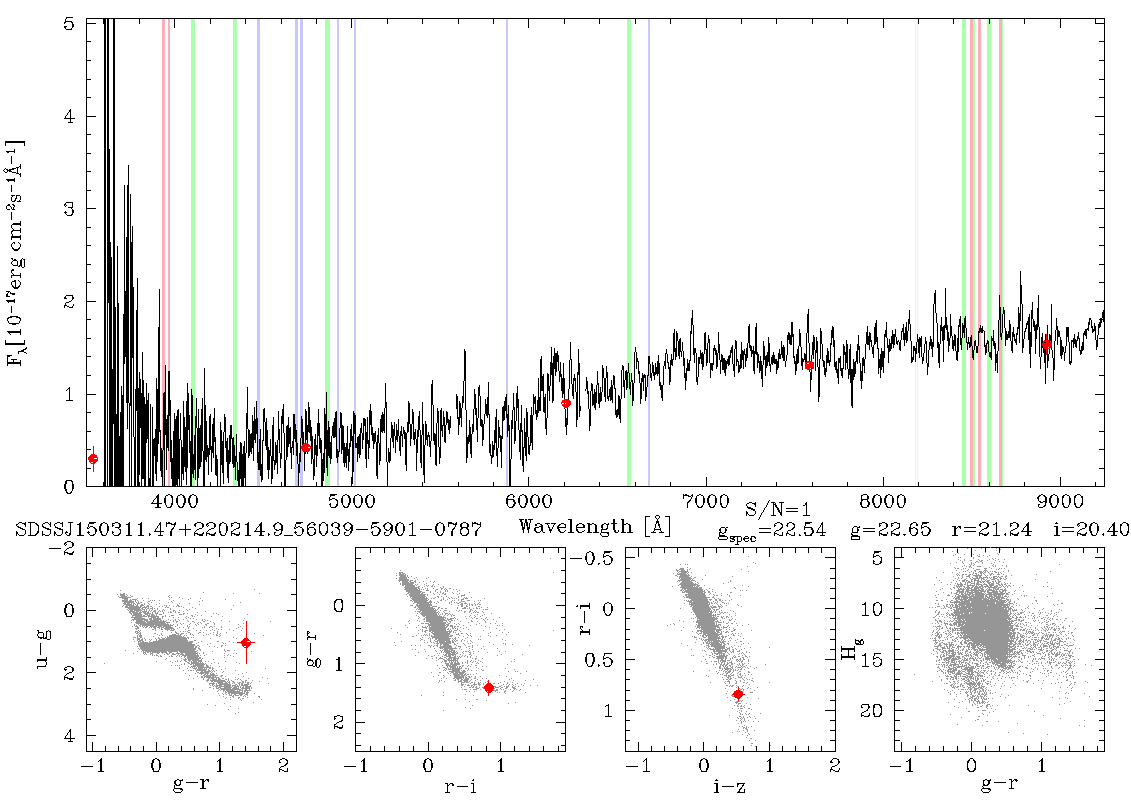 5
4
3
2
1
0
F_λ [10⁻¹⁷erg cm⁻²s⁻¹Å⁻¹]
4000 5000 6000 7000 8000 9000
Wavelength [Å]
S/N=1
SDSSJ150311.47+220214.9_56039−5901−0787
g_spec=22.54 g=22.65 r=21.24 i=20.40
−2
0
2
4
u−g
−1 0 1 2
g−r
0
1
2
g−r
−1 0 1 2
r−i
−0.5
0
0.5
1
r−i
−1 0 1 2
i−z
5
10
15
20
H_g
−1 0 1
g−r